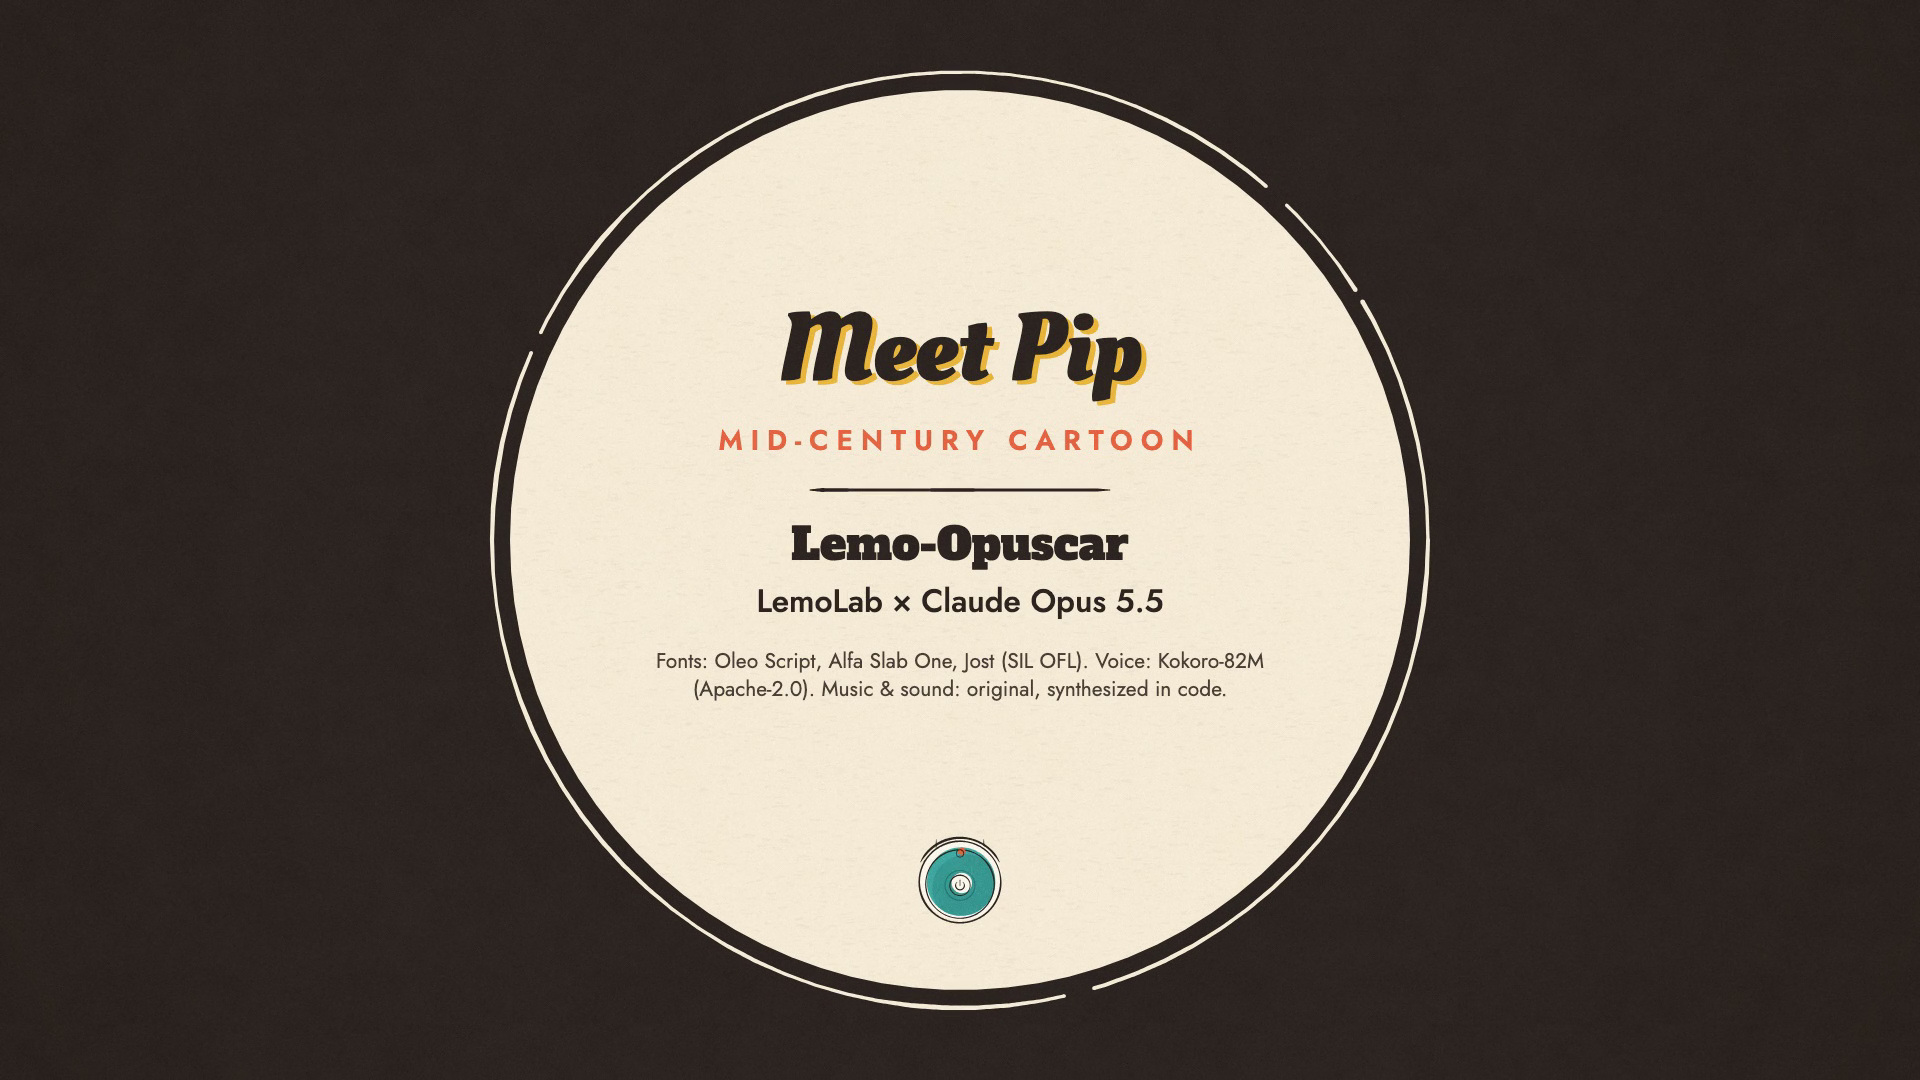 Meet Pip
MID-CENTURY CARTOON
Lemo-Opuscar
LemoLab × Claude Opus 5.5
Fonts: Oleo Script, Alfa Slab One, Jost (SIL OFL). Voice: Kokoro-82M
(Apache-2.0). Music & sound: original, synthesized in code.